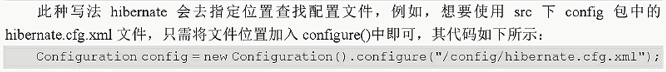 此种写法 hibernate 会去指定位置查找配置文件，例如，想要使用 src 下 config 包中的
hibernate.cfg.xml 文件，只需将文件位置加入 configure()中即可，其代码如下所示：
Configuration config = new Configuration().configure("/config/hibernate.cfg.xml");